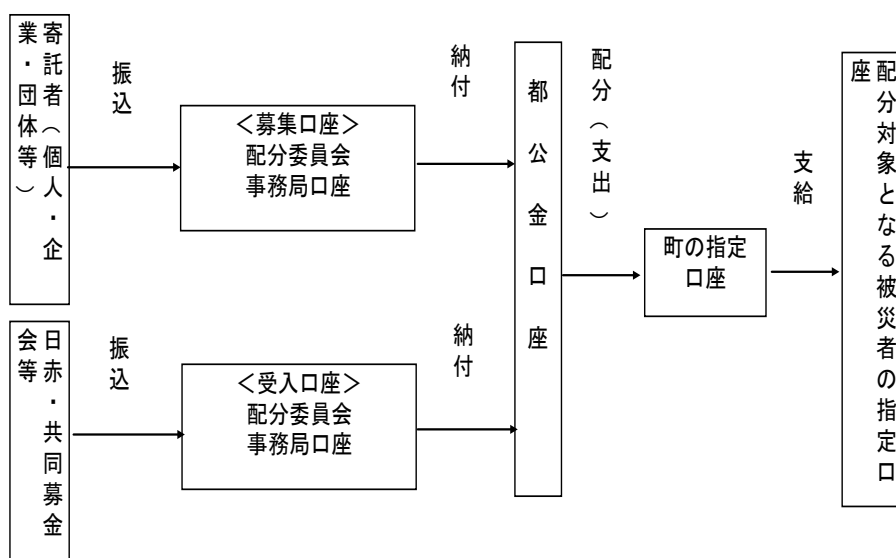 寄託者（個人・企
業・団体等）
振込
＜募集口座＞
配分委員会
事務局口座
納付
日赤・共同募金
会等
振込
＜受入口座＞
配分委員会
事務局口座
納付
都公金口座
配分（支出）
町の指定
口座
支給
配分対象となる被災者の指定口
座